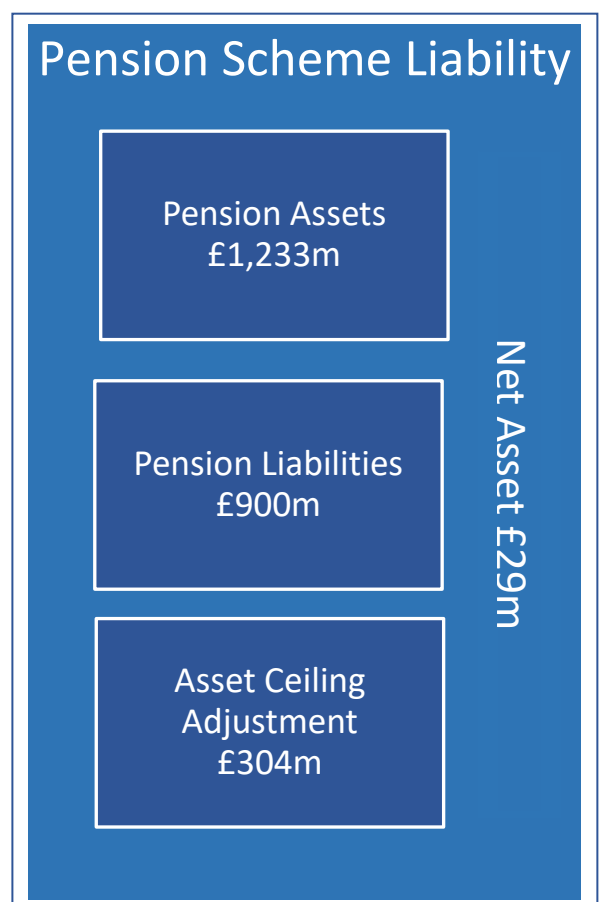 Pension Scheme Liability
Pension Assets
£1,233m
Pension Liabilities
£900m
Asset Ceiling
Adjustment
£304m
Net Asset £29m